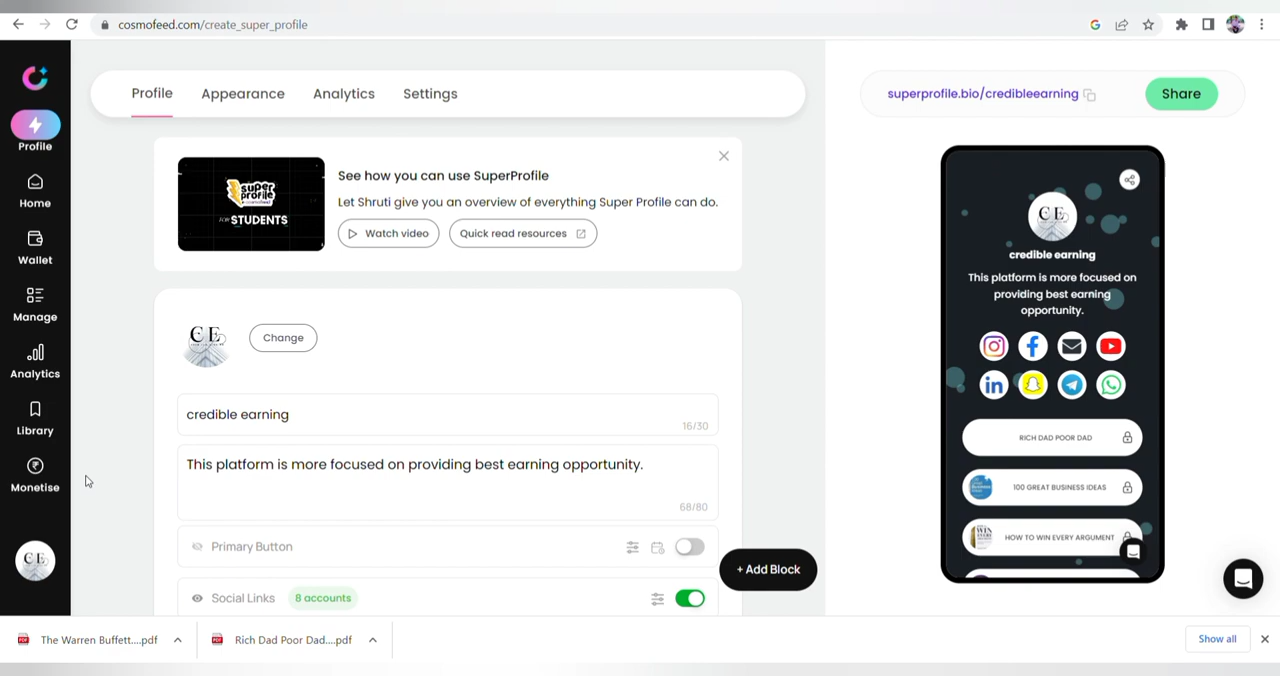 cosmofeed.com/create_super_profile
Profile
Home
Wallet
Manage
Analytics
Library
Monetise
C E
Profile
Appearance
Analytics
Settings
super
profile
FOR STUDENTS
See how you can use SuperProfile
Let Shruti give you an overview of everything Super Profile can do.
Watch video
Quick read resources
C E
Change
credible earning
16/30
This platform is more focused on providing best earning opportunity.
68/80
Primary Button
Social Links
8 accounts
+ Add Block
superprofile.bio/credibleearning
Share
C E
credible earning
This platform is more focused on
providing best earning
opportunity.
RICH DAD POOR DAD
100 GREAT BUSINESS IDEAS
HOW TO WIN EVERY ARGUMENT
The Warren Buffett....pdf
Rich Dad Poor Dad....pdf
Show all